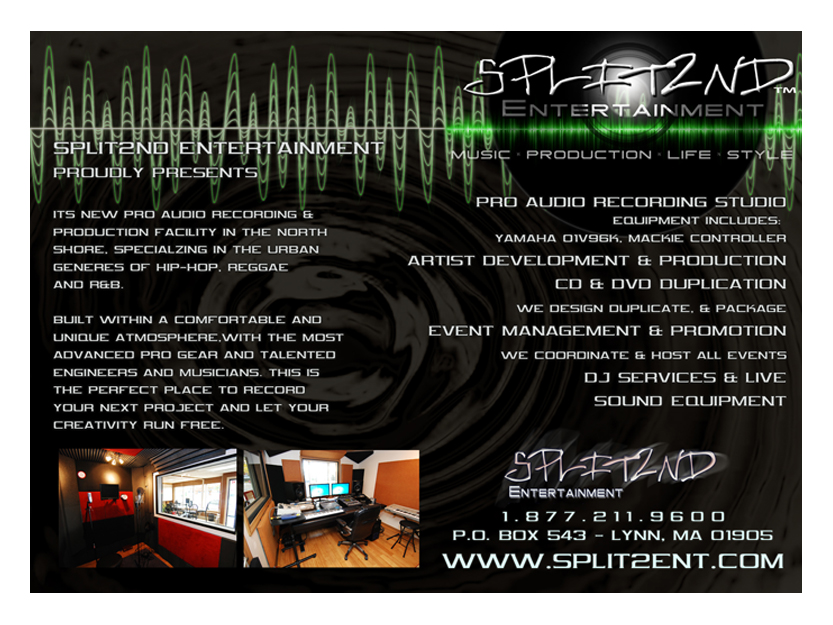 SPLIT2ND™
ENTERTAINMENT
MUSIC · PRODUCTION · LIFE · STYLE
SPLIT2ND ENTERTAINMENT
PROUDLY PRESENTS
ITS NEW PRO AUDIO RECORDING &
PRODUCTION FACILITY IN THE NORTH
SHORE, SPECIALZING IN THE URBAN
GENERES OF HIP-HOP, REGGAE
AND R&B.
BUILT WITHIN A COMFORTABLE AND
UNIQUE ATMOSPHERE,WITH THE MOST
ADVANCED PRO GEAR AND TALENTED
ENGINEERS AND MUSICIANS. THIS IS
THE PERFECT PLACE TO RECORD
YOUR NEXT PROJECT AND LET YOUR
CREATIVITY RUN FREE.
PRO AUDIO RECORDING STUDIO
EQUIPMENT INCLUDES:
YAMAHA 01V96K, MACKIE CONTROLLER
ARTIST DEVELOPMENT & PRODUCTION
CD & DVD DUPLICATION
WE DESIGN DUPLICATE, & PACKAGE
EVENT MANAGEMENT & PROMOTION
WE COORDINATE & HOST ALL EVENTS
DJ SERVICES & LIVE
SOUND EQUIPMENT
SPLIT2ND
ENTERTAINMENT
1.877.211.9600
P.O. BOX 543 - LYNN, MA 01905
WWW.SPLIT2ENT.COM